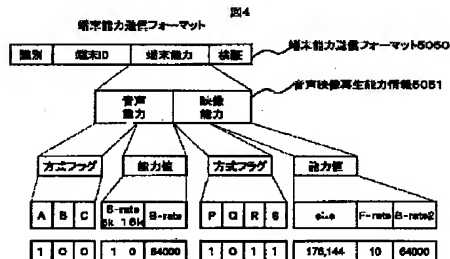 図4
端末能力送信フォーマット
識別 端末ID 端末能力 検証
端末能力送信フォーマット5050
音声映像再生能力情報5051
音声能力 映像能力
方式フラグ 能力値 方式フラグ 能力値
A B C B-rate 8k 16k B-rate P Q R S size F-rate B-rate2
1 0 0 1 0 64000 1 0 1 1 176,144 10 64000